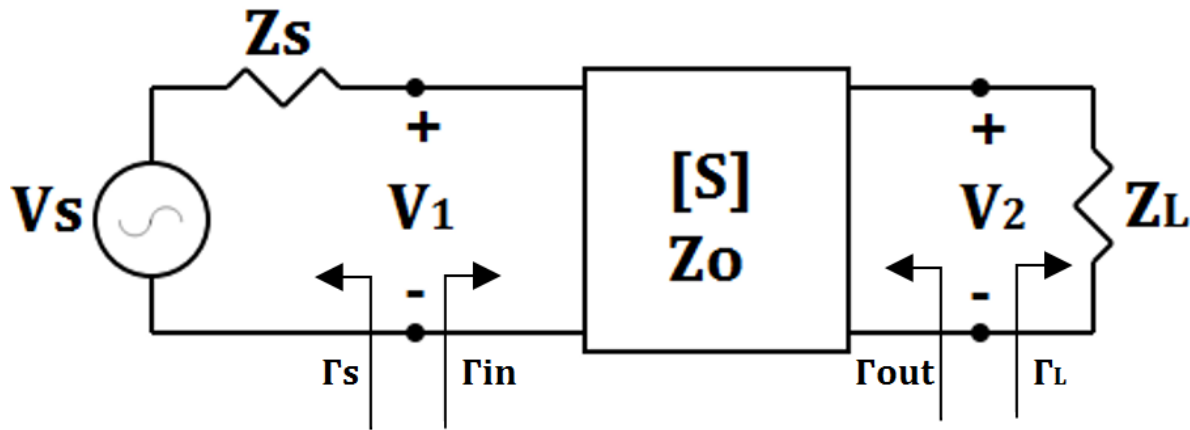 Zs
+
+
Vs
V1
[S]
Zo
V2
ZL
-
-
Γs
Γin
Γout
ΓL